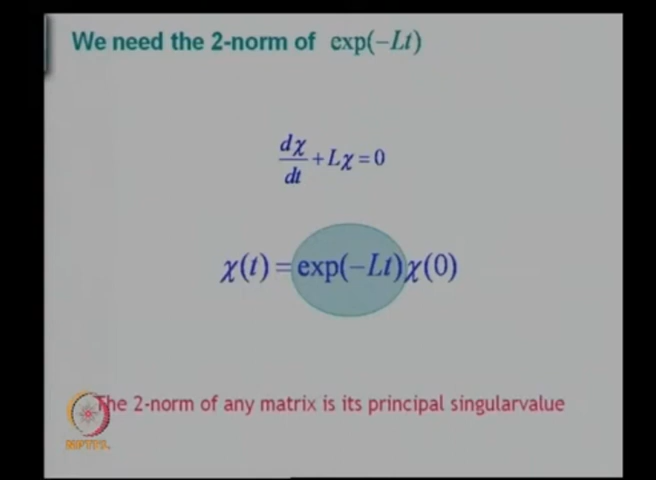 We need the 2-norm of exp(−Lt)
dχ/dt + Lχ = 0
χ(t) = exp(−Lt)χ(0)
The 2-norm of any matrix is its principal singularvalue
NPTEL